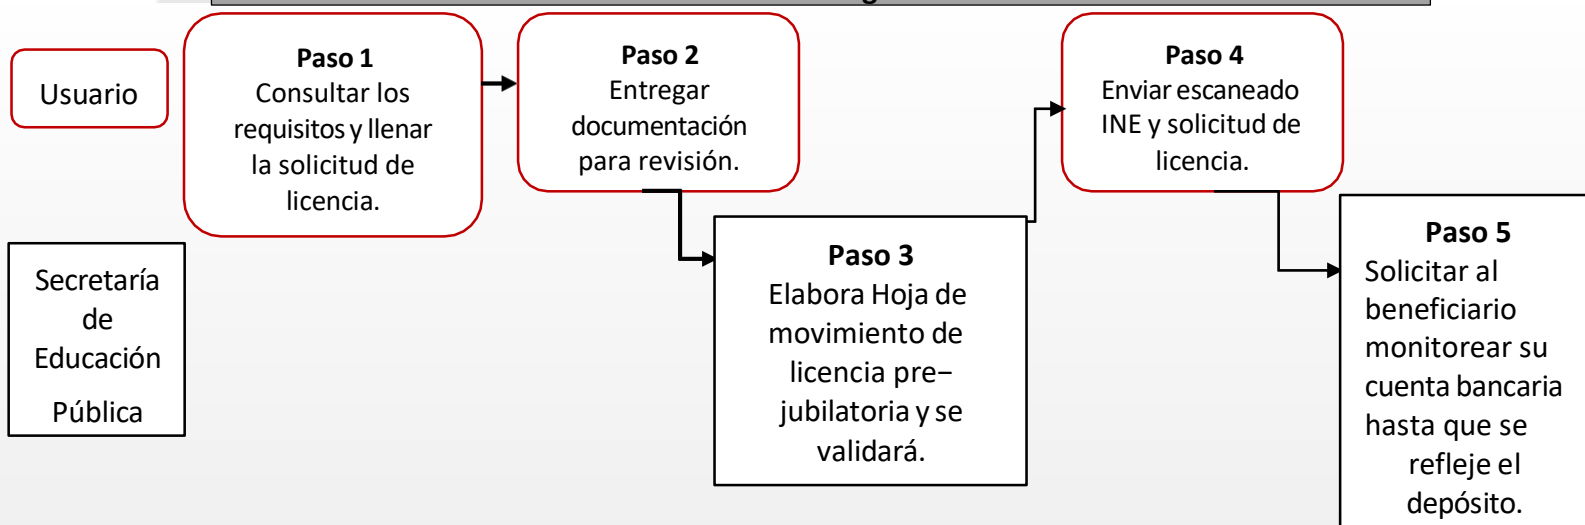 Usuario
Paso 1
Consultar los
requisitos y llenar
la solicitud de
licencia.
Paso 2
Entregar
documentación
para revisión.
Paso 4
Enviar escaneado
INE y solicitud de
licencia.
Secretaría
de
Educación
Pública
Paso 3
Elabora Hoja de
movimiento de
licencia pre–
jubilatoria y se
validará.
Paso 5
Solicitar al
beneficiario
monitorear su
cuenta bancaria
hasta que se
refleje el
depósito.